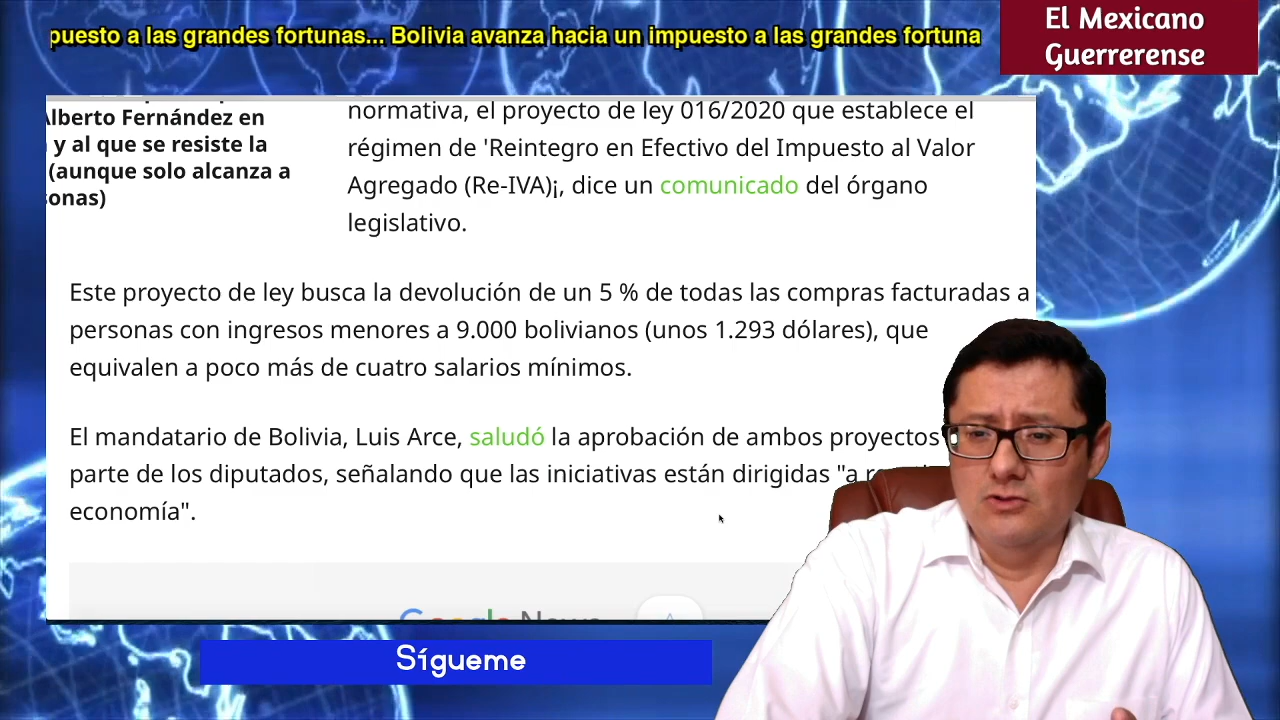 puesto a las grandes fortunas... Bolivia avanza hacia un impuesto a las grandes fortuna
El Mexicano
Guerrerense
Alberto Fernández en
y al que se resiste la
(aunque solo alcanza a
sonas)
normativa, el proyecto de ley 016/2020 que establece el
régimen de 'Reintegro en Efectivo del Impuesto al Valor
Agregado (Re-IVA)¡, dice un comunicado del órgano
legislativo.
Este proyecto de ley busca la devolución de un 5 % de todas las compras facturadas a
personas con ingresos menores a 9.000 bolivianos (unos 1.293 dólares), que
equivalen a poco más de cuatro salarios mínimos.
El mandatario de Bolivia, Luis Arce, saludó la aprobación de ambos proyectos
parte de los diputados, señalando que las iniciativas están dirigidas "a
economía".
Google News
Sígueme